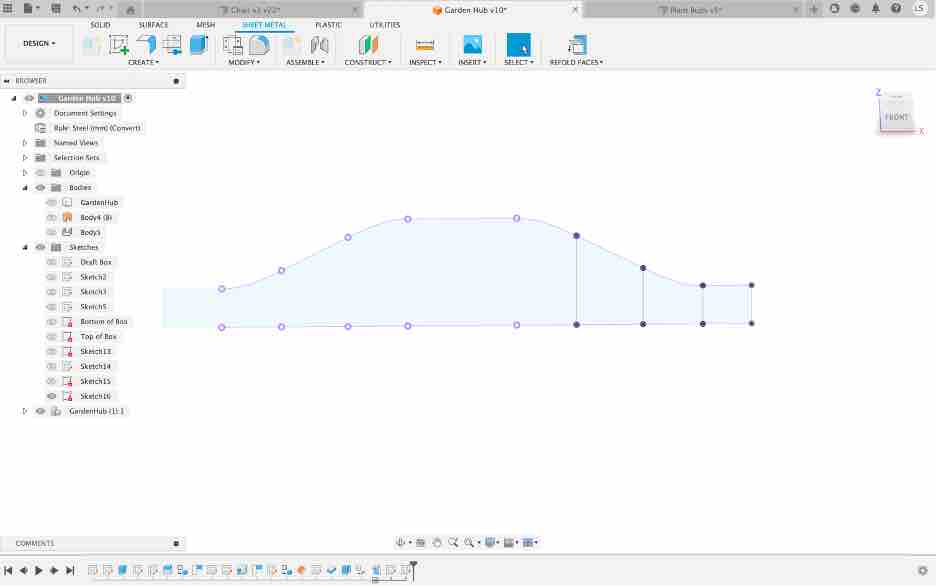 Chair v3 v22*
Garden Hub v10*
Plant Buds v5*
LS
SOLID SURFACE MESH SHEET METAL PLASTIC UTILITIES
DESIGN
CREATE MODIFY ASSEMBLE CONSTRUCT INSPECT INSERT SELECT REFOLD FACES
BROWSER
Garden Hub v10
Document Settings
Rule: Steel (mm) (Convert)
Named Views
Selection Sets
Origin
Bodies
GardenHub
Body4 (8)
Body5
Sketches
Draft Box
Sketch2
Sketch3
Sketch5
Bottom of Box
Top of Box
Sketch13
Sketch14
Sketch15
Sketch16
GardenHub (1):1
Z
FRONT
X
COMMENTS